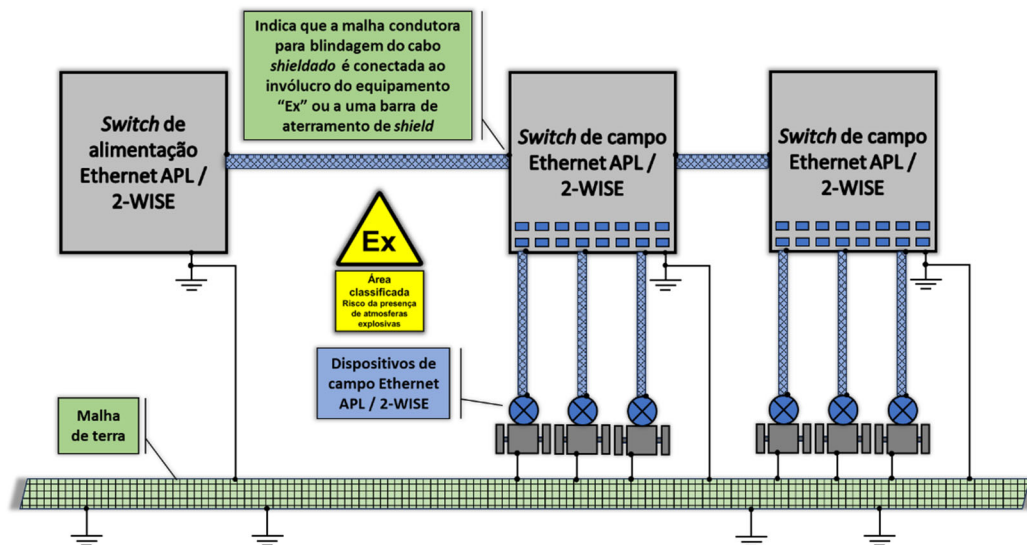 Indica que a malha condutora
para blindagem do cabo
shieldado é conectada ao
invólucro do equipamento
“Ex” ou a uma barra de
aterramento de shield
Switch de
alimentação
Ethernet APL /
2-WISE
Switch de campo
Ethernet APL /
2-WISE
Switch de campo
Ethernet APL /
2-WISE
Ex
Área
classificada
Risco da presença
de atmosferas
explosivas
Dispositivos de
campo Ethernet
APL / 2-WISE
Malha
de terra